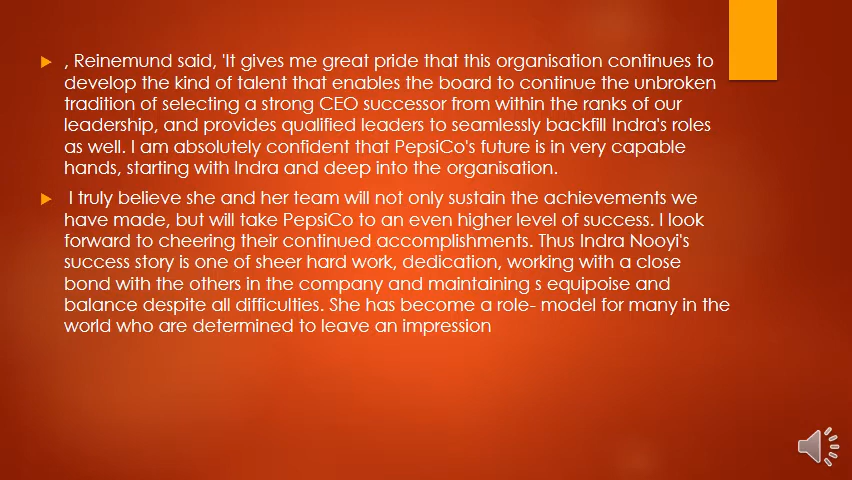 , Reinemund said, 'It gives me great pride that this organisation continues to
develop the kind of talent that enables the board to continue the unbroken
tradition of selecting a strong CEO successor from within the ranks of our
leadership, and provides qualified leaders to seamlessly backfill Indra's roles
as well. I am absolutely confident that PepsiCo's future is in very capable
hands, starting with Indra and deep into the organisation.
I truly believe she and her team will not only sustain the achievements we
have made, but will take PepsiCo to an even higher level of success. I look
forward to cheering their continued accomplishments. Thus Indra Nooyi's
success story is one of sheer hard work, dedication, working with a close
bond with the others in the company and maintaining s equipoise and
balance despite all difficulties. She has become a role- model for many in the
world who are determined to leave an impression